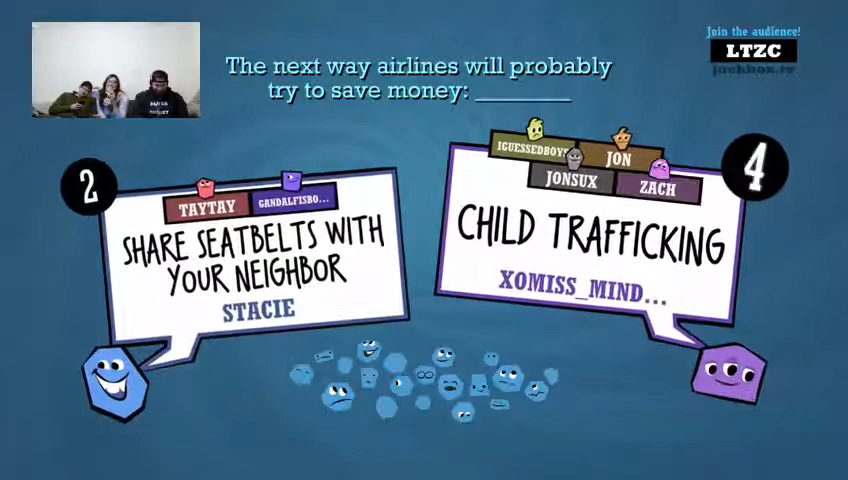 Join the audience!
LTZC
jackbox.tv
The next way airlines will probably
try to save money: ________
2
TAYTAY
GANDALFISBO...
SHARE SEATBELTS WITH
YOUR NEIGHBOR
STACIE
4
IGUESSEDBOYS
JON
JONSUX
ZACH
CHILD TRAFFICKING
XOMISS_MIND...